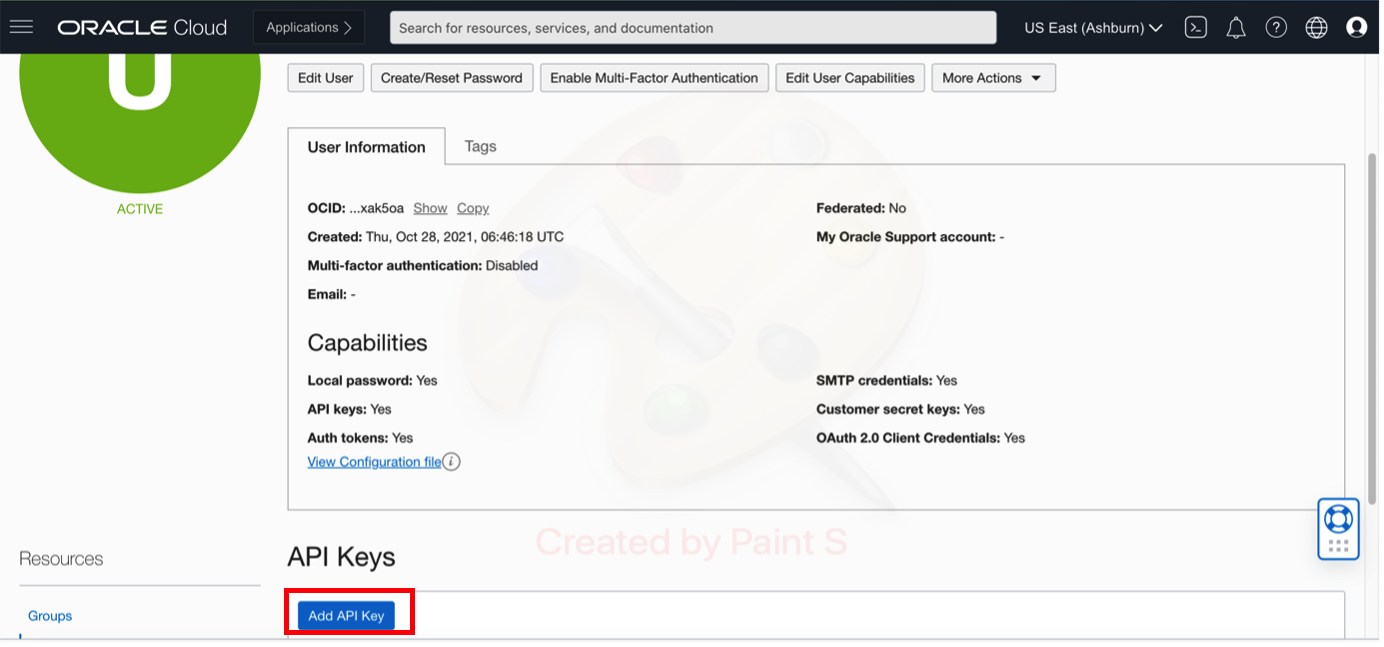 ORACLE Cloud Applications Search for resources, services, and documentation US East (Ashburn)
U
Edit User Create/Reset Password Enable Multi-Factor Authentication Edit User Capabilities More Actions
ACTIVE
User Information Tags
OCID: ...xak5oa Show Copy Federated: No
Created: Thu, Oct 28, 2021, 06:46:18 UTC My Oracle Support account: -
Multi-factor authentication: Disabled
Email: -
Capabilities
Local password: Yes SMTP credentials: Yes
API keys: Yes Customer secret keys: Yes
Auth tokens: Yes OAuth 2.0 Client Credentials: Yes
View Configuration file i
Created by Paint S
Resources
API Keys
Groups
Add API Key